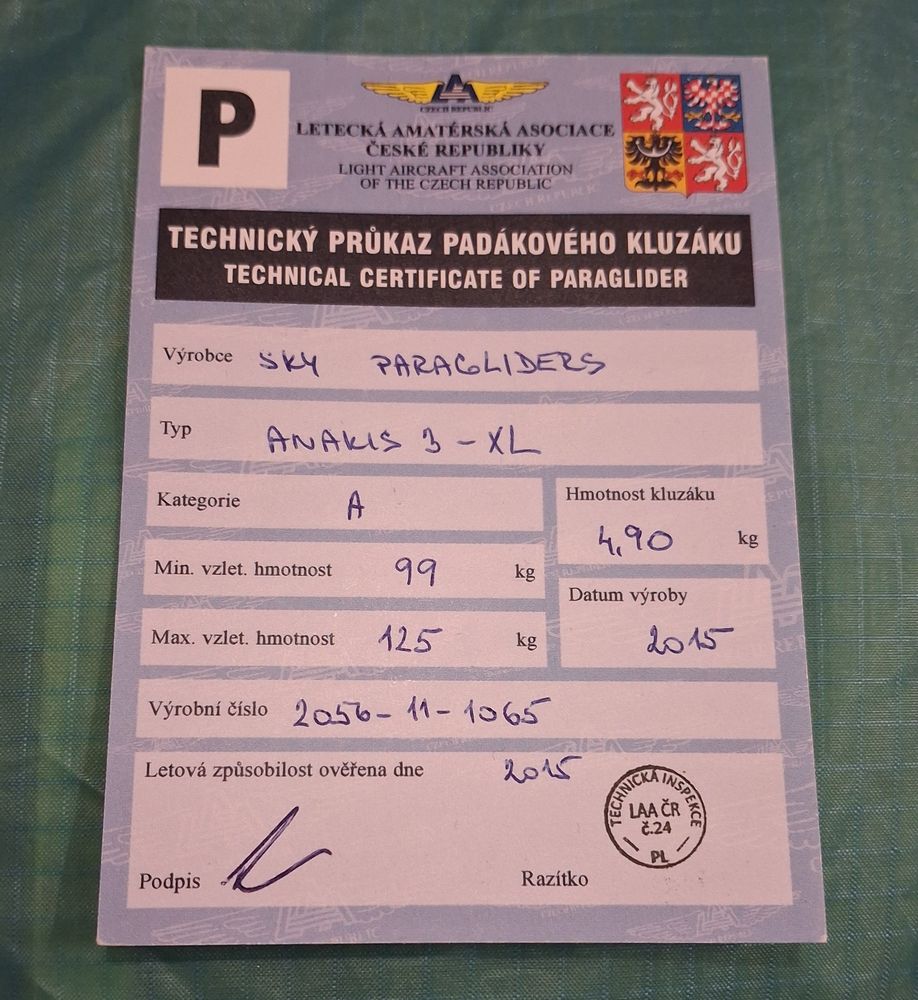 P
CZECH REPUBLIC
LETECKÁ AMATÉRSKÁ ASOCIACE
ČESKÉ REPUBLIKY
LIGHT AIRCRAFT ASSOCIATION
OF THE CZECH REPUBLIC
TECHNICKÝ PRŮKAZ PADÁKOVÉHO KLUZÁKU
TECHNICAL CERTIFICATE OF PARAGLIDER
Výrobce SKY PARAGLIDERS
Typ ANAKIS 3 - XL
Kategorie A
Hmotnost kluzáku
4,90 kg
Min. vzlet. hmotnost 99 kg
Datum výroby
2015
Max. vzlet. hmotnost 125 kg
Výrobní číslo 2056-11-1065
Letová způsobilost ověřena dne 2015
TECHNICKÁ INSPEKCE
LAA ČR
č.24
PL
Podpis
Razítko